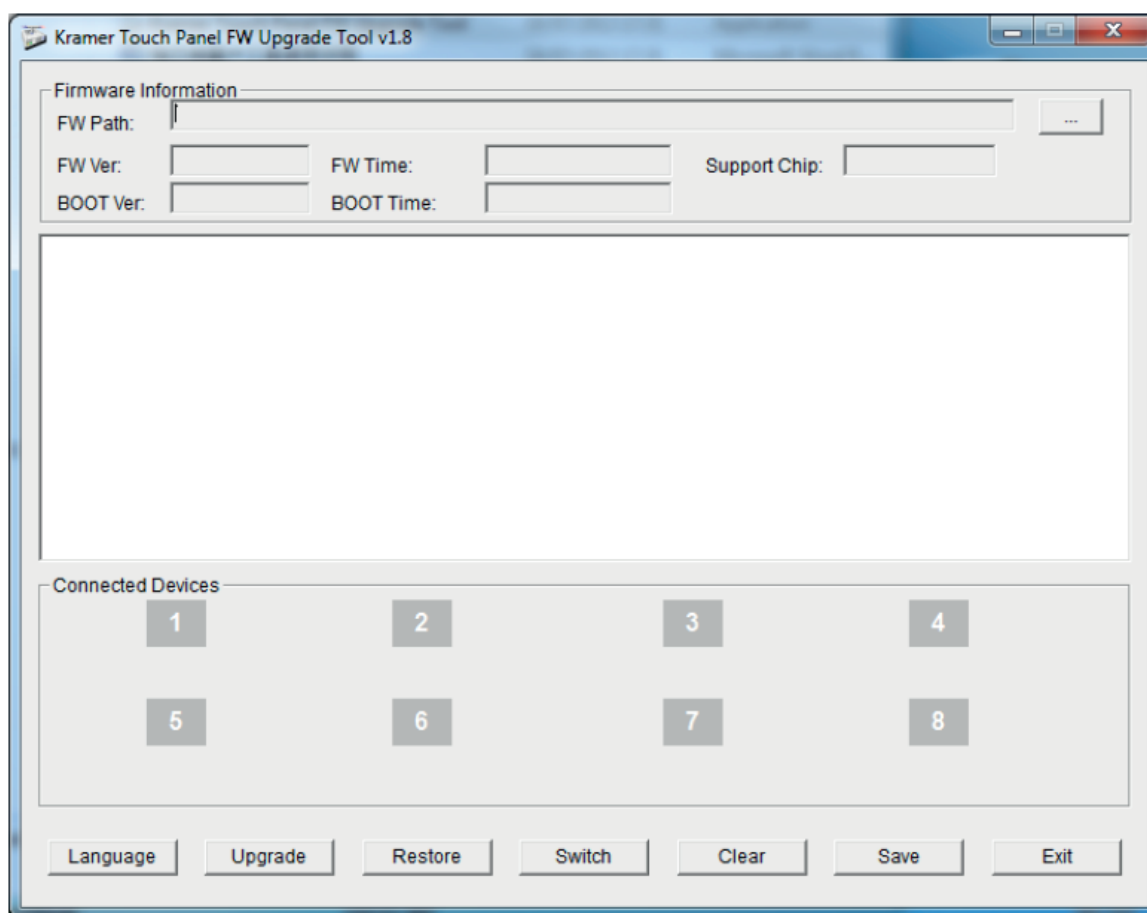 Kramer Touch Panel FW Upgrade Tool v1.8
Firmware Information
FW Path:
...
FW Ver: FW Time: Support Chip:
BOOT Ver: BOOT Time:
Connected Devices
1 2 3 4
5 6 7 8
Language Upgrade Restore Switch Clear Save Exit